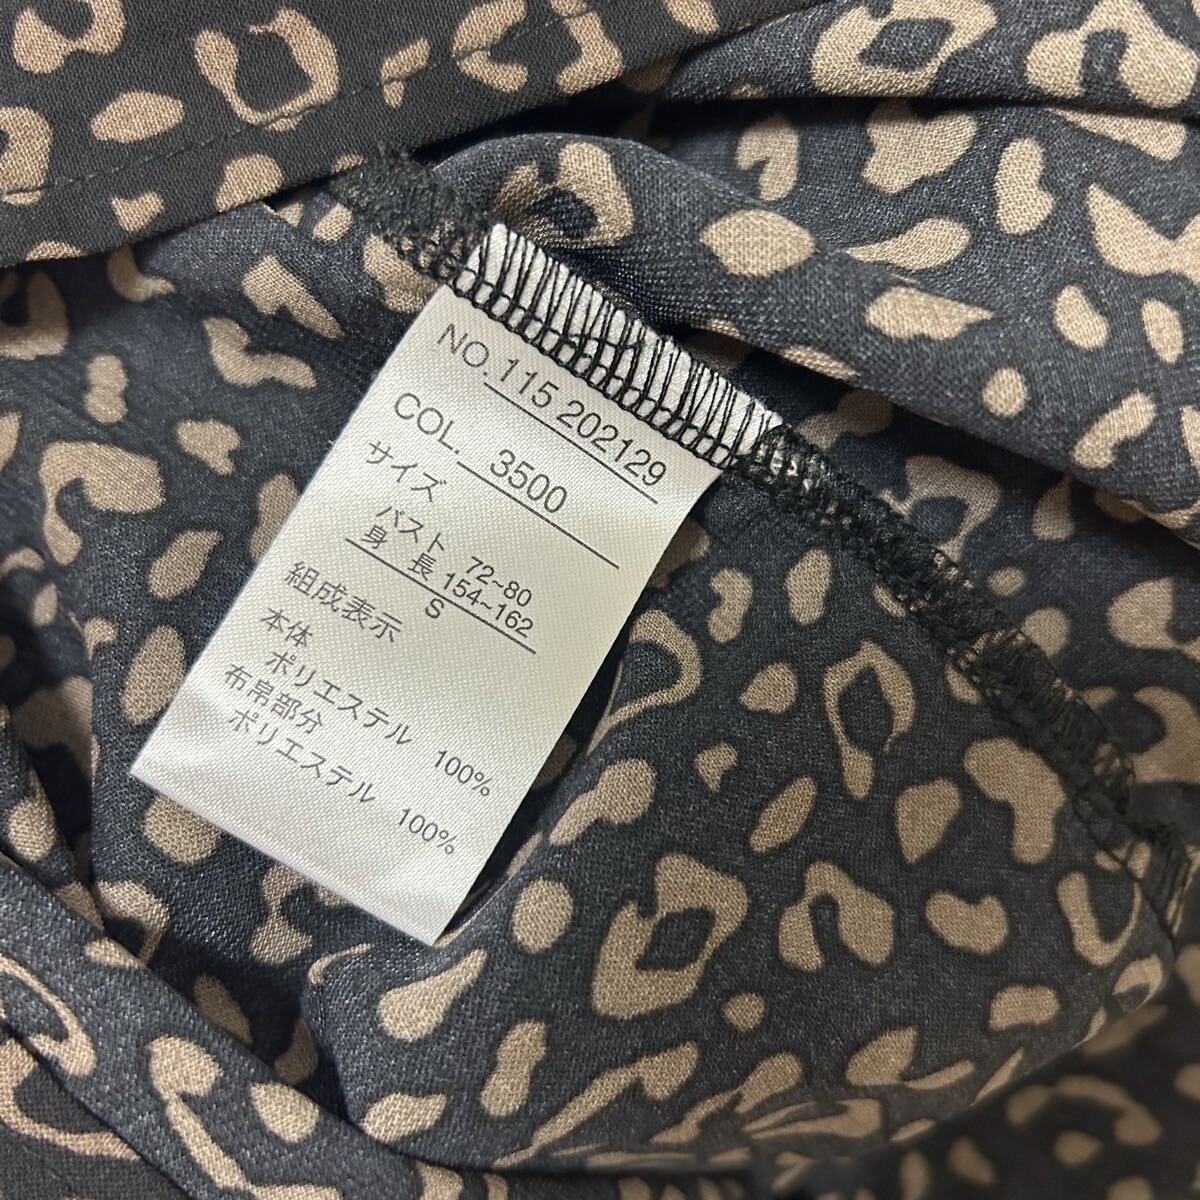 NO. 115 202129
COL. 3500
サイズ
バスト 72~80
身 長 154~162
S
組成表示
本体
ポリエステル 100%
布帛部分
ポリエステル 100%